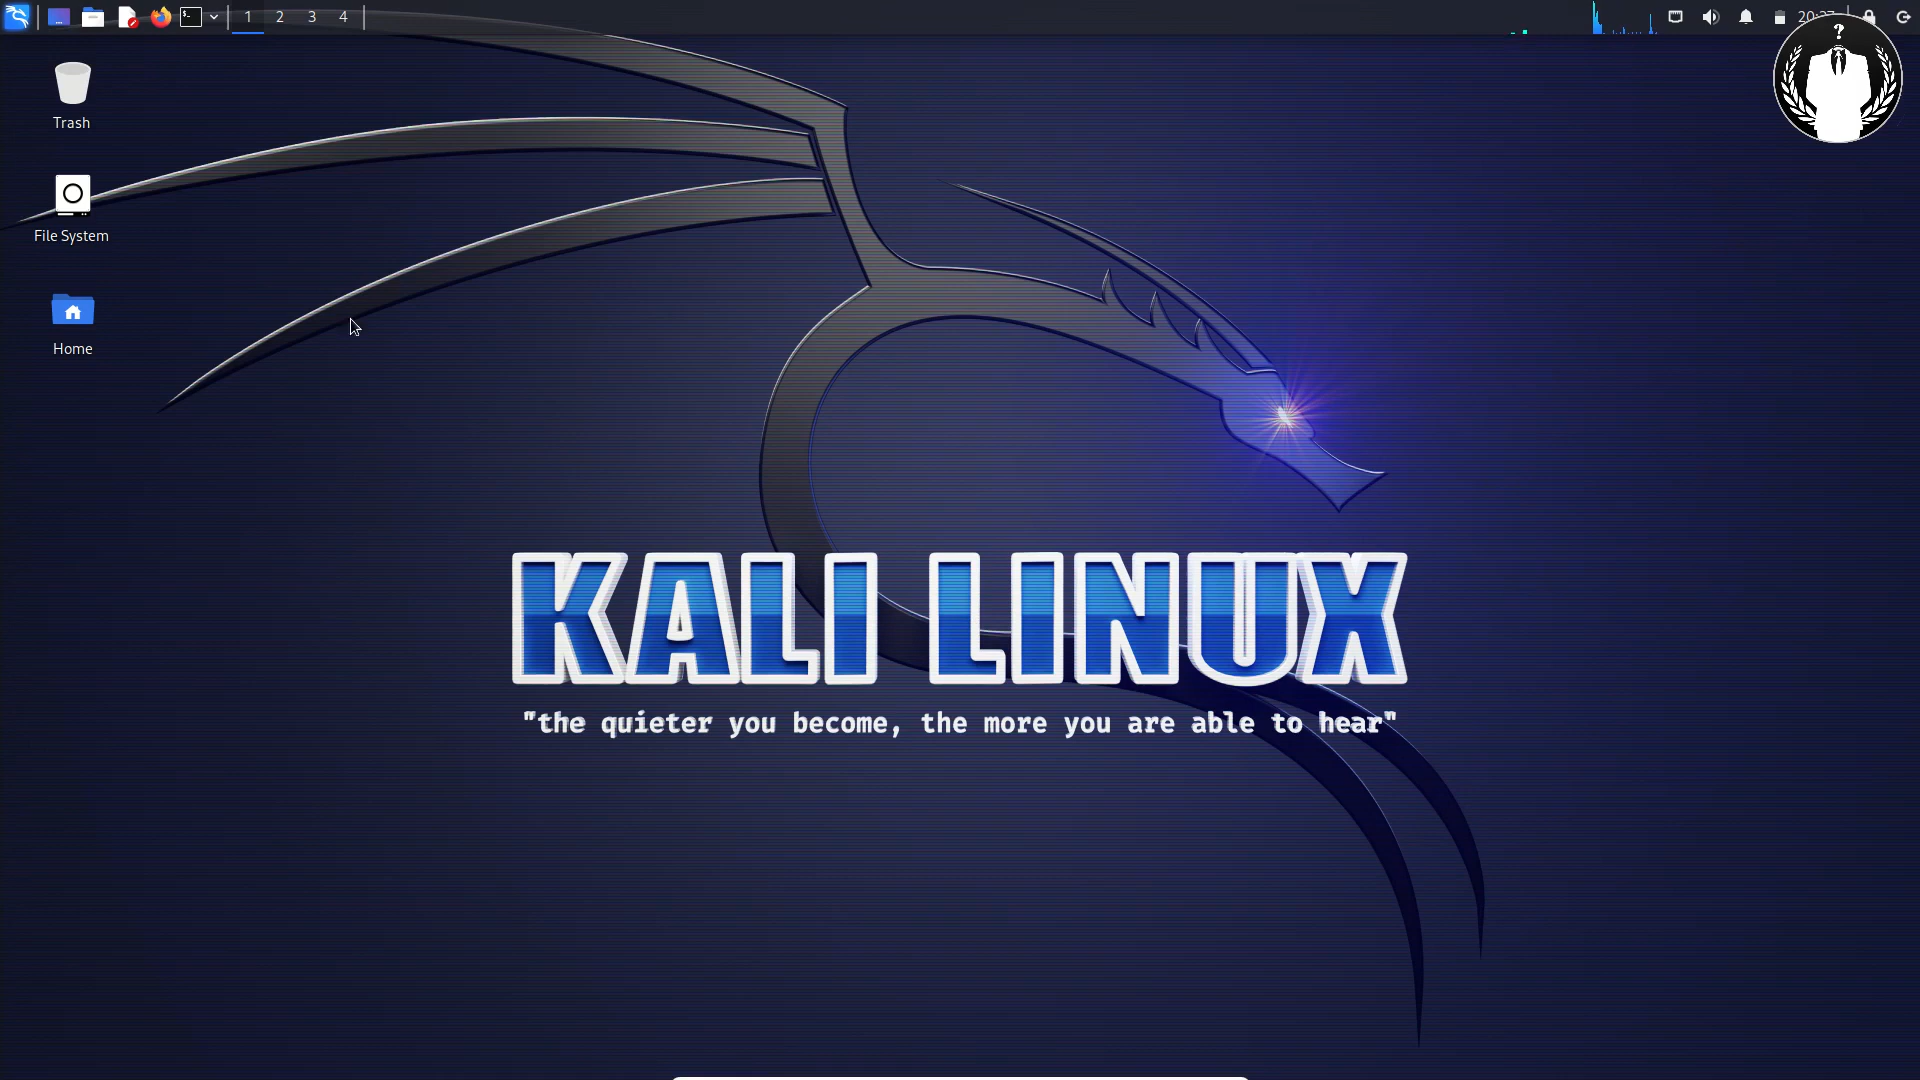 1 2 3 4
Trash
File System
Home
KALI LINUX
"the quieter you become, the more you are able to hear"
?